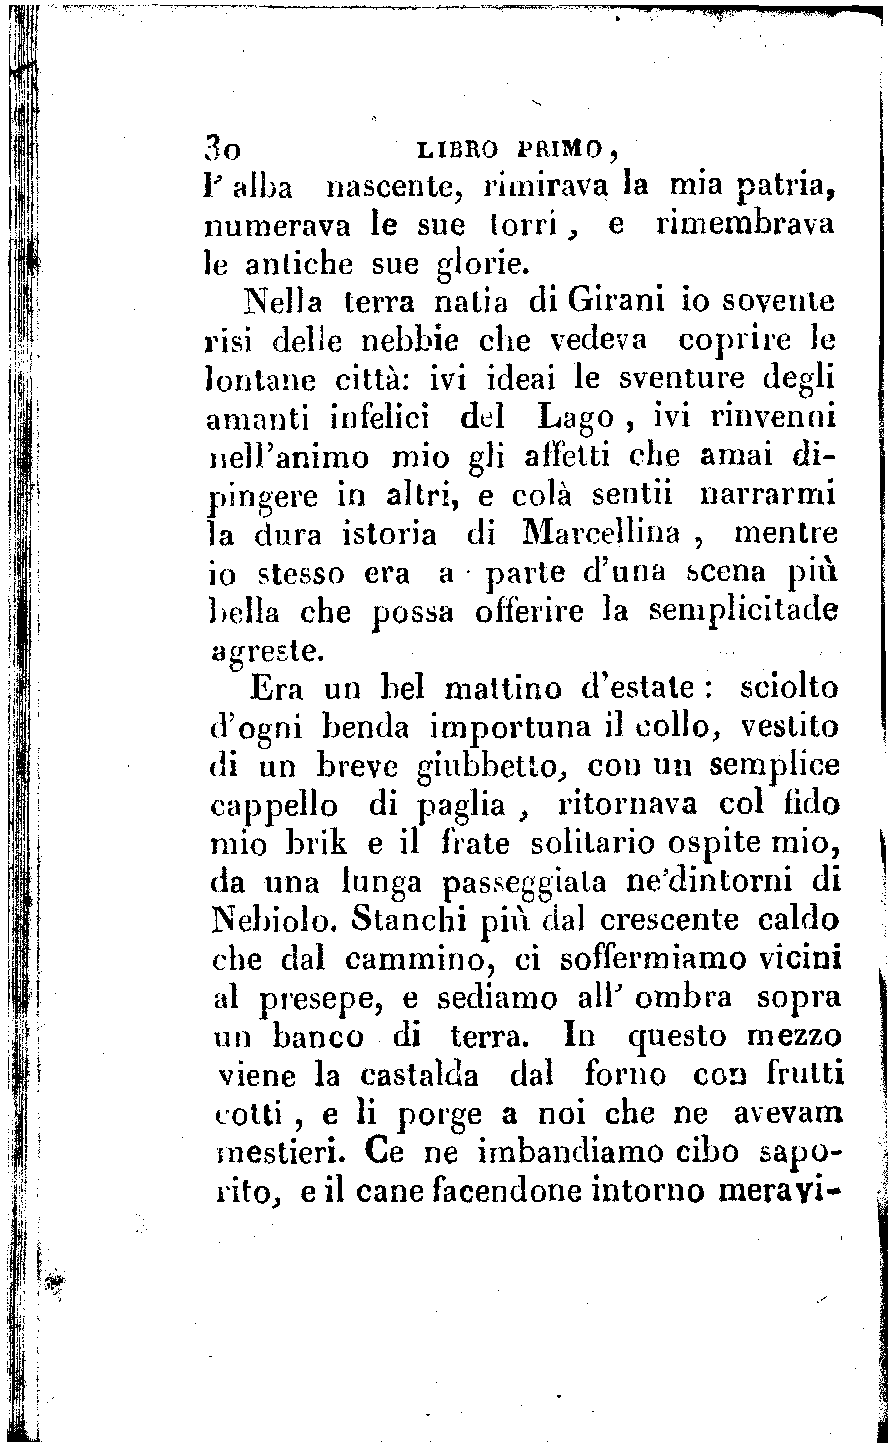 30 LIBRO PRIMO,
l' alba nascente, rimirava la mia patria,
numerava le sue torri, e rimembrava
le antiche sue glorie.
Nella terra natia di Girani io sovente
risi delle nebbie che vedeva coprire le
lontane città: ivi ideai le sventure degli
amanti infelici del Lago, ivi rinvenni
nell'animo mio gli affetti che amai di-
pingere in altri, e colà sentii narrarmi
la dura istoria di Marcellina, mentre
io stesso era a parte d'una scena più
bella che possa offerire la semplicitade
agreste.
Era un bel mattino d'estate: sciolto
d'ogni benda importuna il collo, vestito
di un breve giubbetto, con un semplice
cappello di paglia, ritornava col fido
mio brik e il frate solitario ospite mio,
da una lunga passeggiata ne'dintorni di
Nebiolo. Stanchi più dal crescente caldo
che dal cammino, ci soffermiamo vicini
al presepe, e sediamo all' ombra sopra
un banco di terra. In questo mezzo
viene la castalda dal forno con frutti
cotti, e li porge a noi che ne avevam
mestieri. Ce ne imbandiamo cibo sapo-
rito, e il cane facendone intorno meravi-